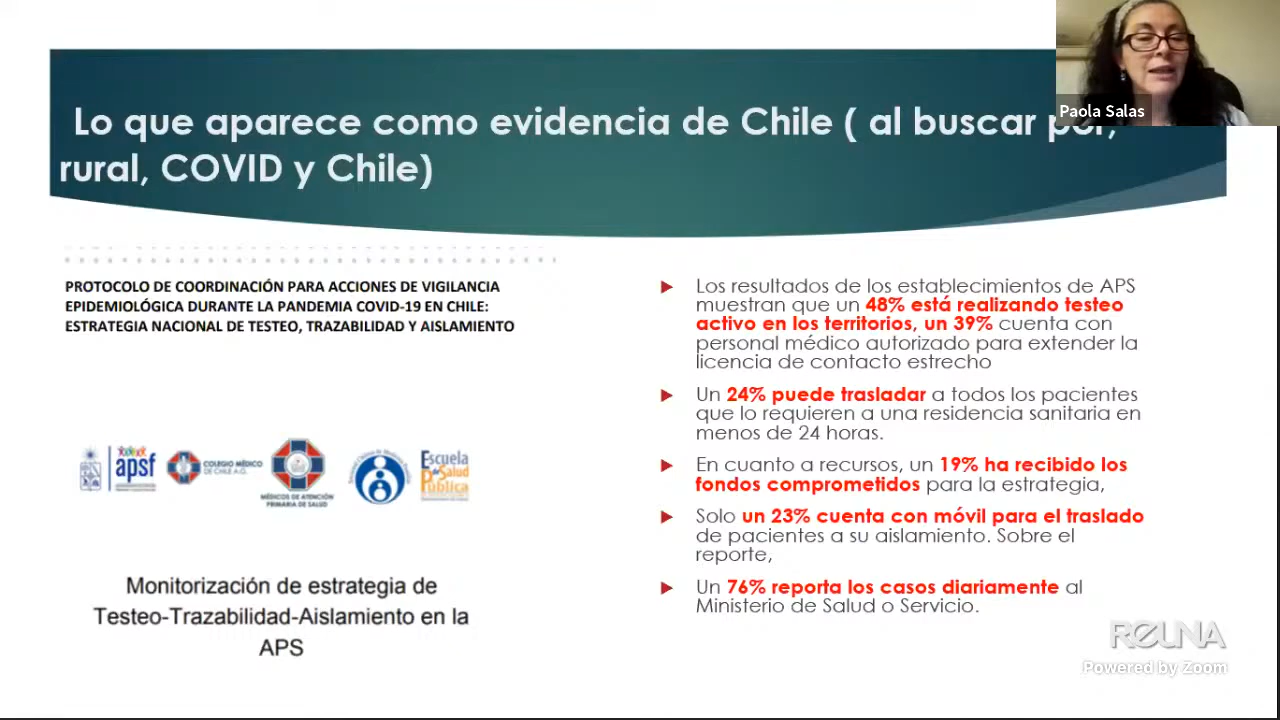 Paola Salas
Lo que aparece como evidencia de Chile ( al buscar por,
rural, COVID y Chile)
PROTOCOLO DE COORDINACIÓN PARA ACCIONES DE VIGILANCIA
EPIDEMIOLÓGICA DURANTE LA PANDEMIA COVID-19 EN CHILE:
ESTRATEGIA NACIONAL DE TESTEO, TRAZABILIDAD Y AISLAMIENTO
apsf
COLEGIO MÉDICO
DE CHILE A.G.
MÉDICOS DE ATENCIÓN
PRIMARIA DE SALUD
Escuela
de Salud
Pública
Monitorización de estrategia de
Testeo-Trazabilidad-Aislamiento en la
APS
Los resultados de los establecimientos de APS
muestran que un 48% está realizando testeo
activo en los territorios, un 39% cuenta con
personal médico autorizado para extender la
licencia de contacto estrecho
Un 24% puede trasladar a todos los pacientes
que lo requieren a una residencia sanitaria en
menos de 24 horas.
En cuanto a recursos, un 19% ha recibido los
fondos comprometidos para la estrategia,
Solo un 23% cuenta con móvil para el traslado
de pacientes a su aislamiento. Sobre el
reporte,
Un 76% reporta los casos diariamente al
Ministerio de Salud o Servicio.
REUNA
Powered by Zoom